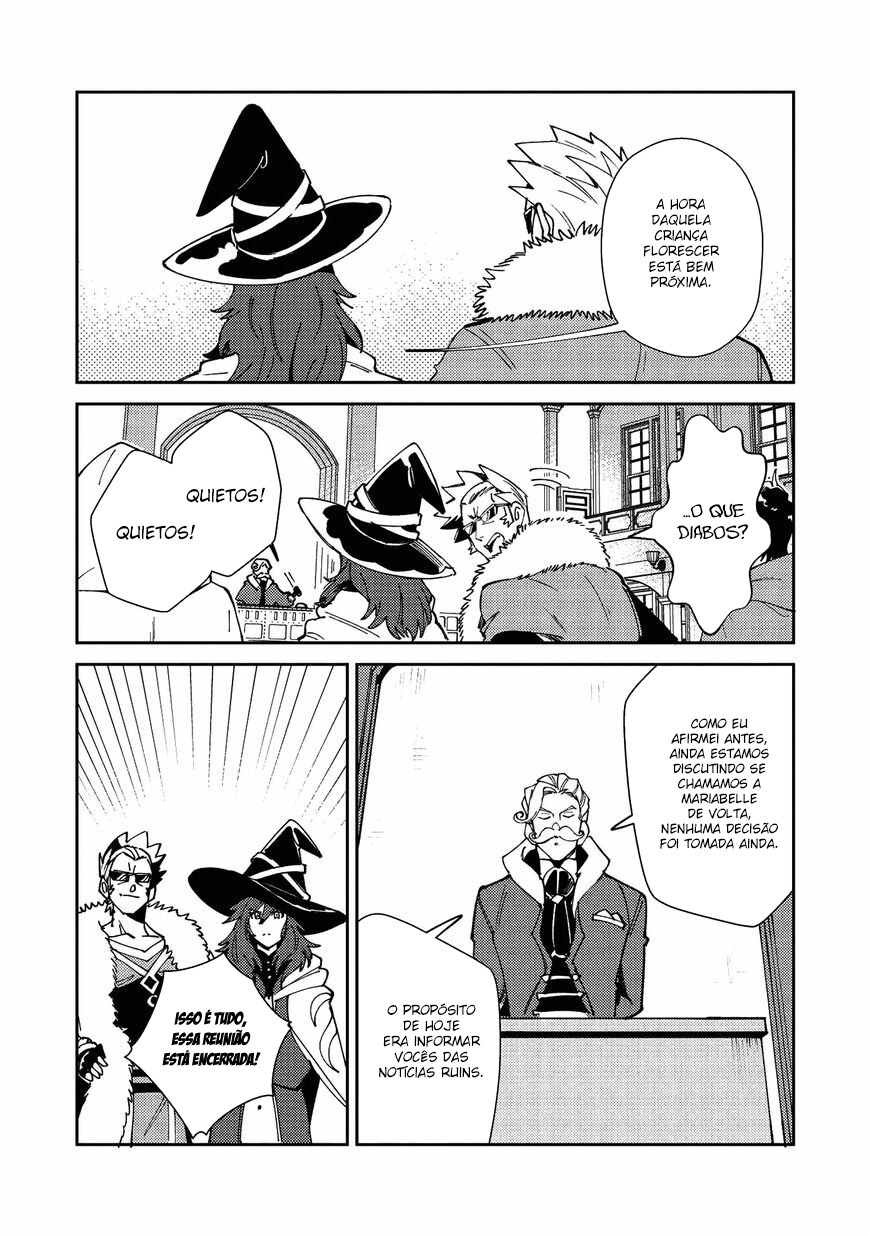 A HORA
DAQUELA
CRIANÇA
FLORESCER
ESTÁ BEM
PRÓXIMA.
...O QUE
DIABOS?
QUIETOS!
QUIETOS!
COMO EU
AFIRMEI ANTES,
AINDA ESTAMOS
DISCUTINDO SE
CHAMAMOS A
MARIABELLE
DE VOLTA,
NENHUMA DECISÃO
FOI TOMADA AINDA.
O PROPÓSITO
DE HOJE
ERA INFORMAR
VOCÊS DAS
NOTÍCIAS RUINS.
ISSO É TUDO,
ESSA REUNIÃO
ESTÁ ENCERRADA!